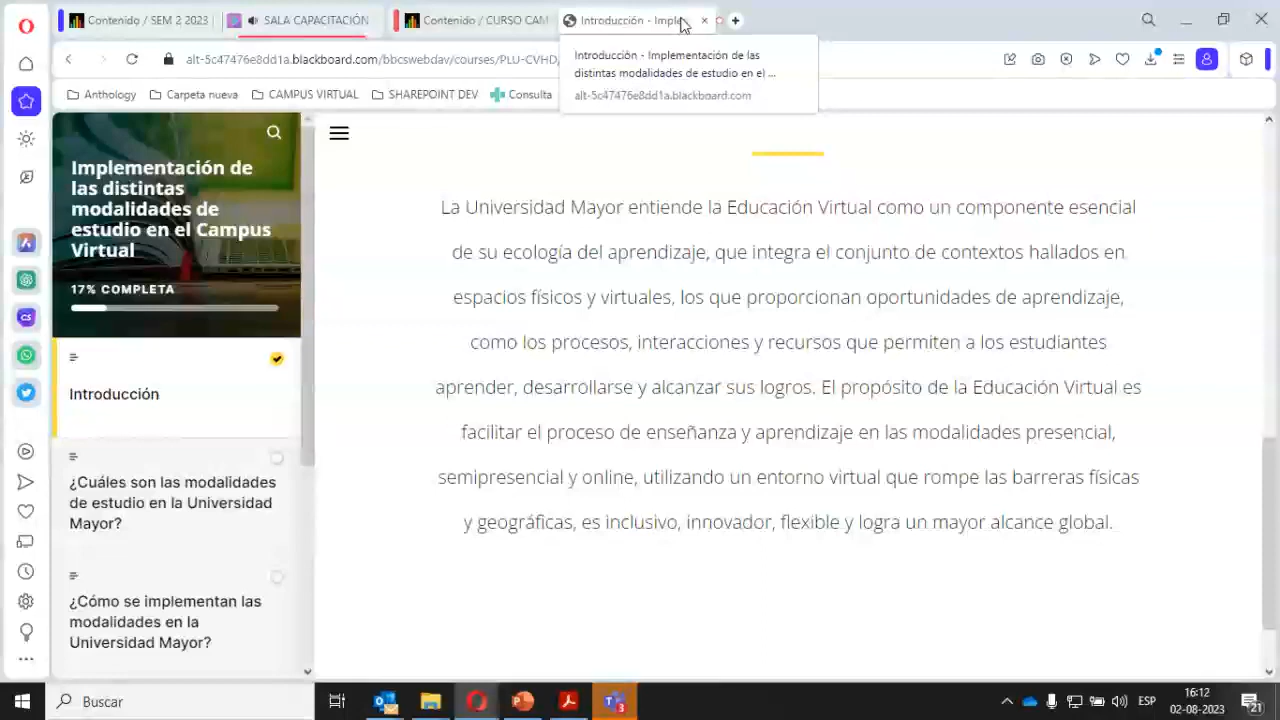 Contenido / SEM 2 2023
SALA CAPACITACIÓN
Contenido / CURSO CAM
Introducción - Imple
alt-5c47476e8dd1a.blackboard.com/bbcswebdav/courses/PLU-CVHD/
Introducción - Implementación de las
distintas modalidades de estudio en el ...
alt-5c47476e8dd1a.blackboard.com
Anthology
Carpeta nueva
CAMPUS VIRTUAL
SHAREPOINT DEV
Consulta
Implementación de
las distintas
modalidades de
estudio en el Campus
Virtual
17% COMPLETA
Introducción
¿Cuáles son las modalidades
de estudio en la Universidad
Mayor?
¿Cómo se implementan las
modalidades en la
Universidad Mayor?
La Universidad Mayor entiende la Educación Virtual como un componente esencial
de su ecología del aprendizaje, que integra el conjunto de contextos hallados en
espacios físicos y virtuales, los que proporcionan oportunidades de aprendizaje,
como los procesos, interacciones y recursos que permiten a los estudiantes
aprender, desarrollarse y alcanzar sus logros. El propósito de la Educación Virtual es
facilitar el proceso de enseñanza y aprendizaje en las modalidades presencial,
semipresencial y online, utilizando un entorno virtual que rompe las barreras físicas
y geográficas, es inclusivo, innovador, flexible y logra un mayor alcance global.
Buscar
ESP
16:12
02-08-2023